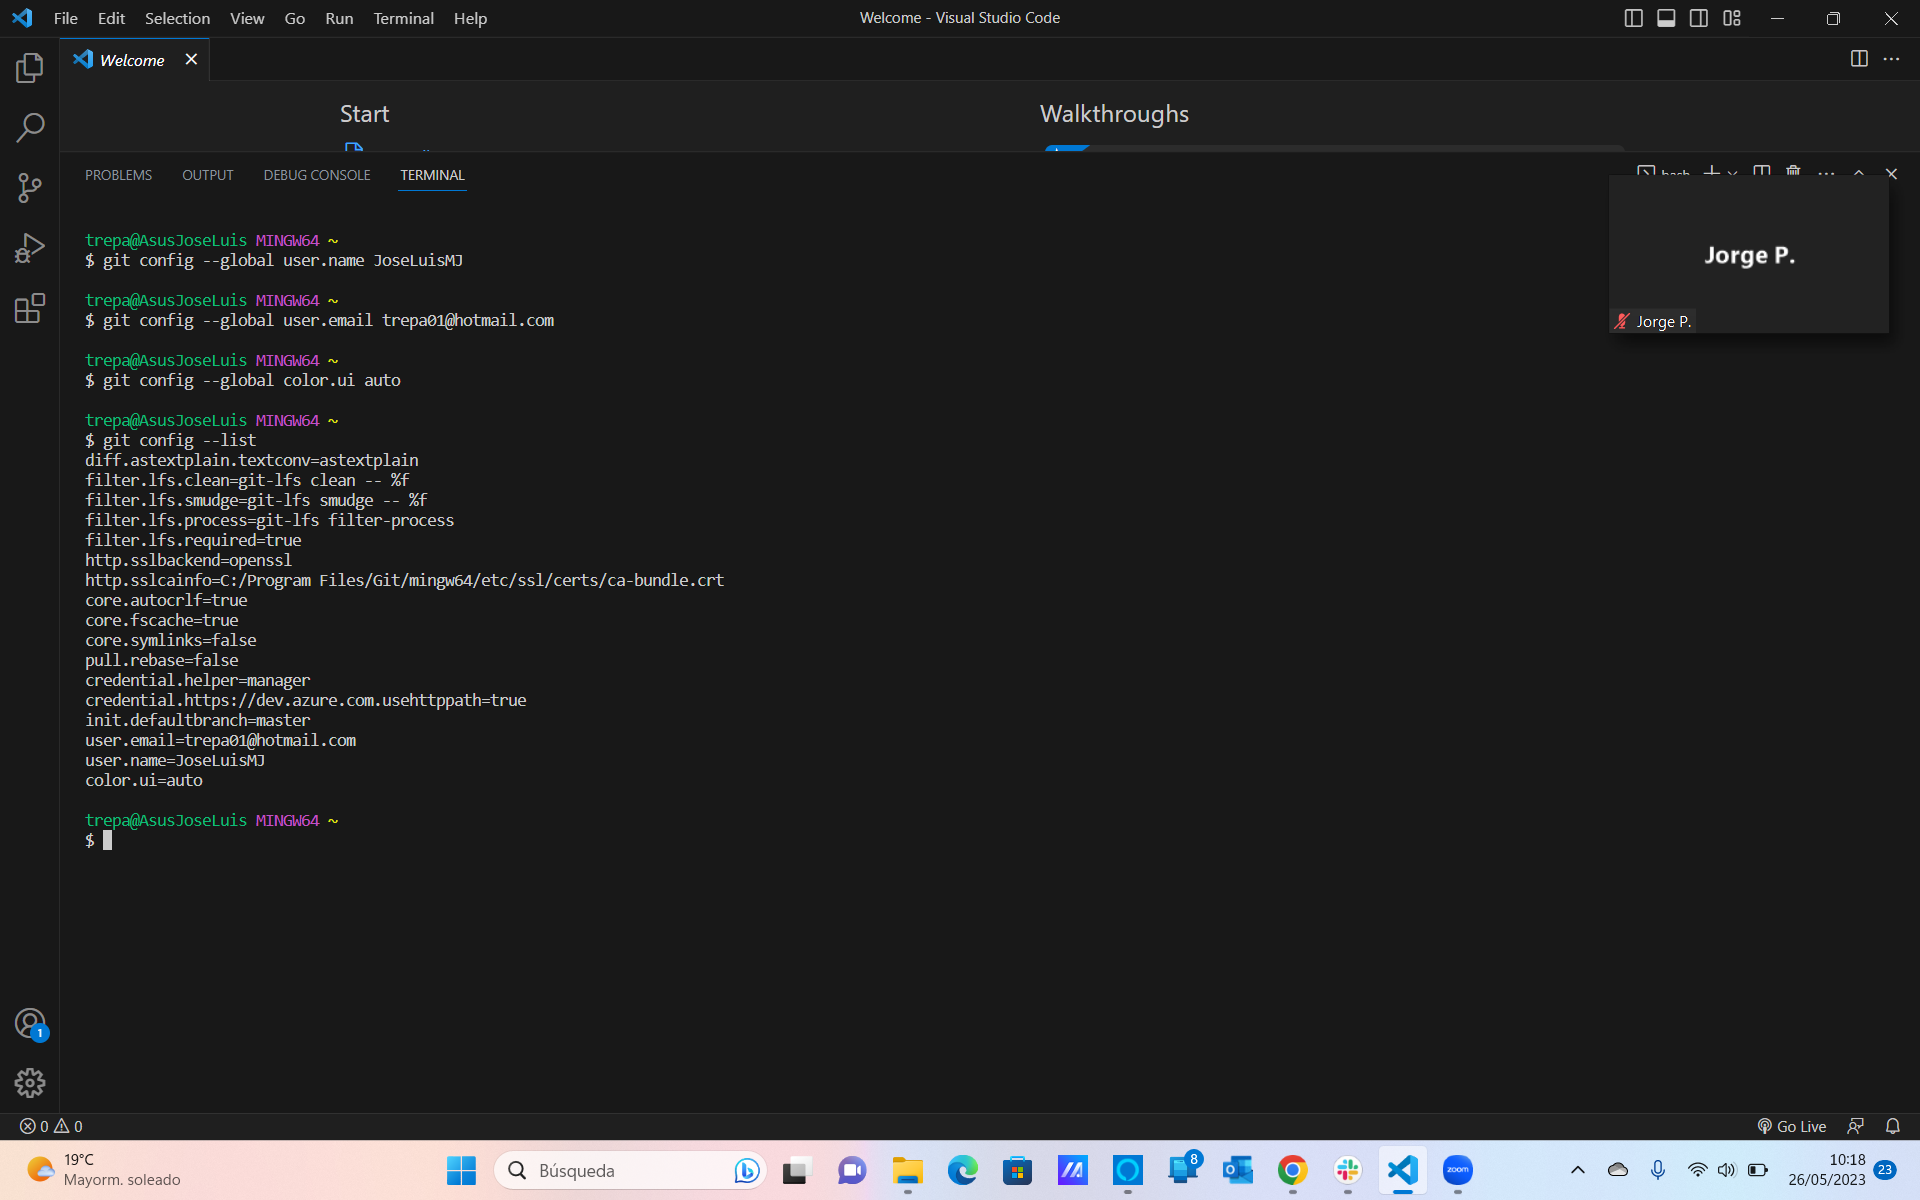 File Edit Selection View Go Run Terminal Help
Welcome - Visual Studio Code
Welcome
Start
Walkthroughs
PROBLEMS OUTPUT DEBUG CONSOLE TERMINAL
bash
trepa@AsusJoseLuis MINGW64 ~
$ git config --global user.name JoseLuisMJ
trepa@AsusJoseLuis MINGW64 ~
$ git config --global user.email trepa01@hotmail.com
trepa@AsusJoseLuis MINGW64 ~
$ git config --global color.ui auto
trepa@AsusJoseLuis MINGW64 ~
$ git config --list
diff.astextplain.textconv=astextplain
filter.lfs.clean=git-lfs clean -- %f
filter.lfs.smudge=git-lfs smudge -- %f
filter.lfs.process=git-lfs filter-process
filter.lfs.required=true
http.sslbackend=openssl
http.sslcainfo=C:/Program Files/Git/mingw64/etc/ssl/certs/ca-bundle.crt
core.autocrlf=true
core.fscache=true
core.symlinks=false
pull.rebase=false
credential.helper=manager
credential.https://dev.azure.com.usehttppath=true
init.defaultbranch=master
user.email=trepa01@hotmail.com
user.name=JoseLuisMJ
color.ui=auto
trepa@AsusJoseLuis MINGW64 ~
$
Jorge P.
Jorge P.
1
0 0
Go Live
19°C
Mayorm. soleado
Búsqueda
8
zoom
10:18
26/05/2023
23